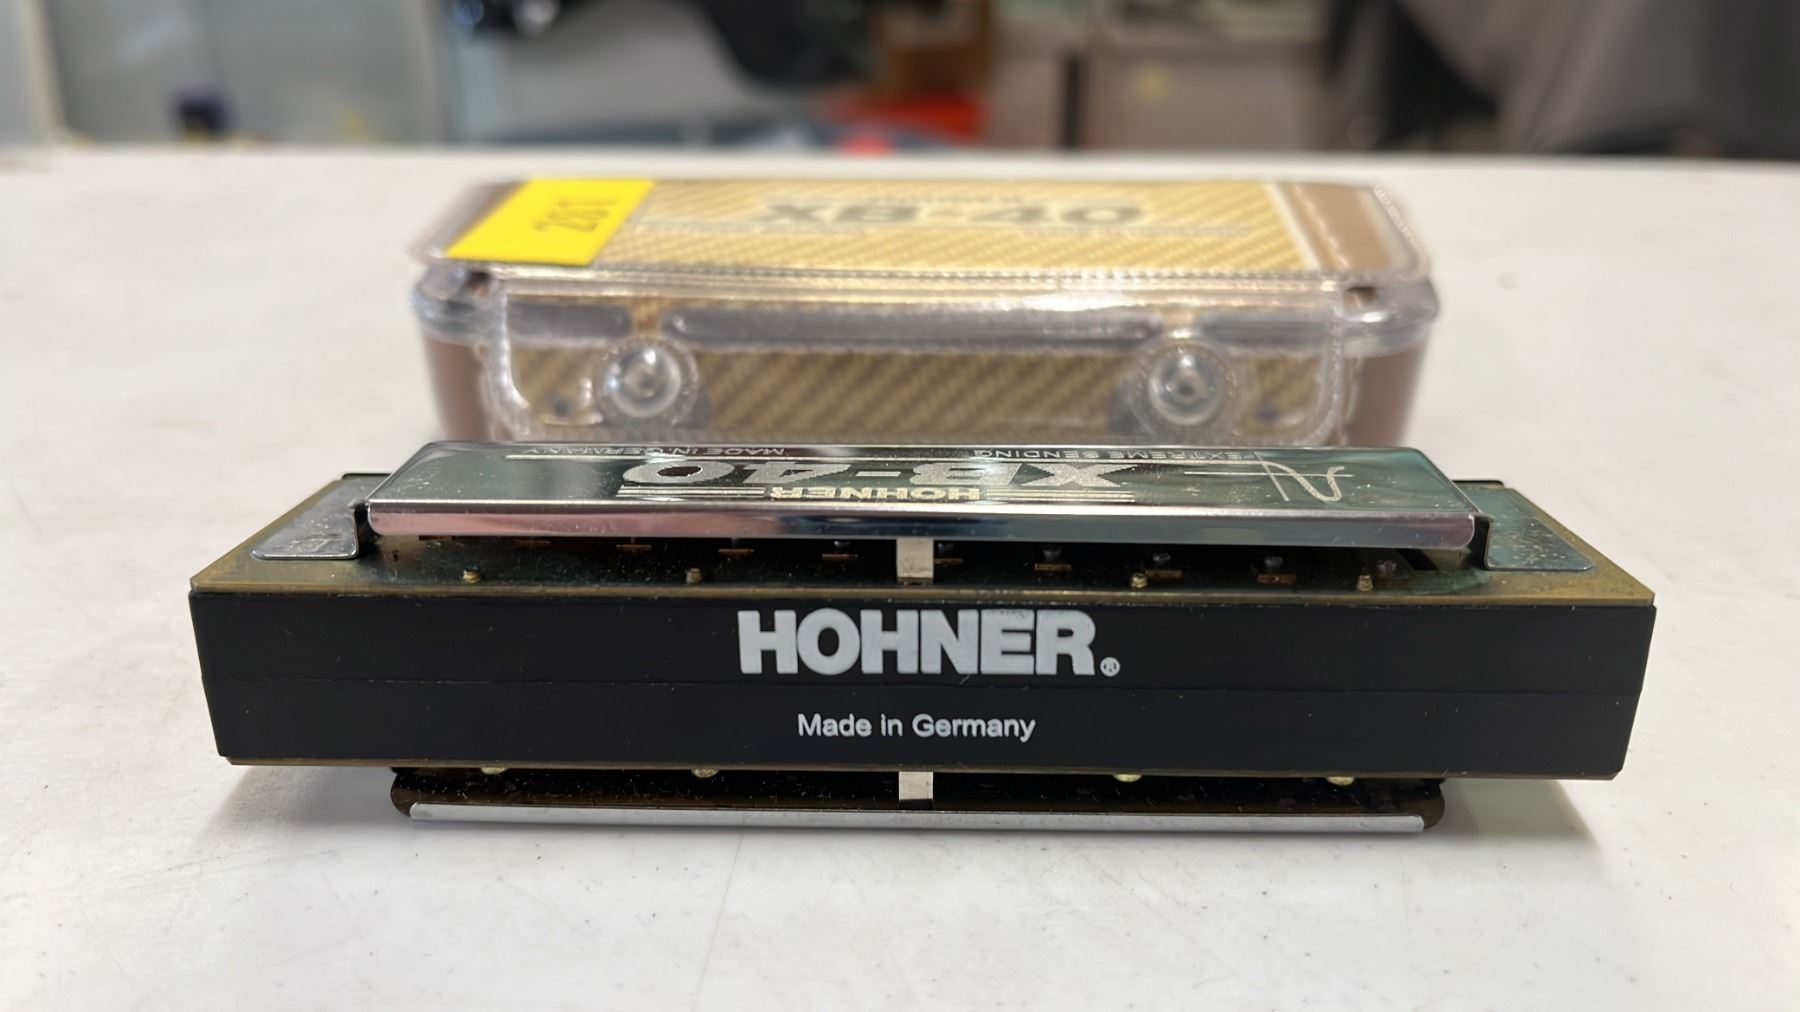 XB-40
HOHNER
XB-40
EXTREME BENDING
MADE IN GERMANY
HOHNER®
Made in Germany